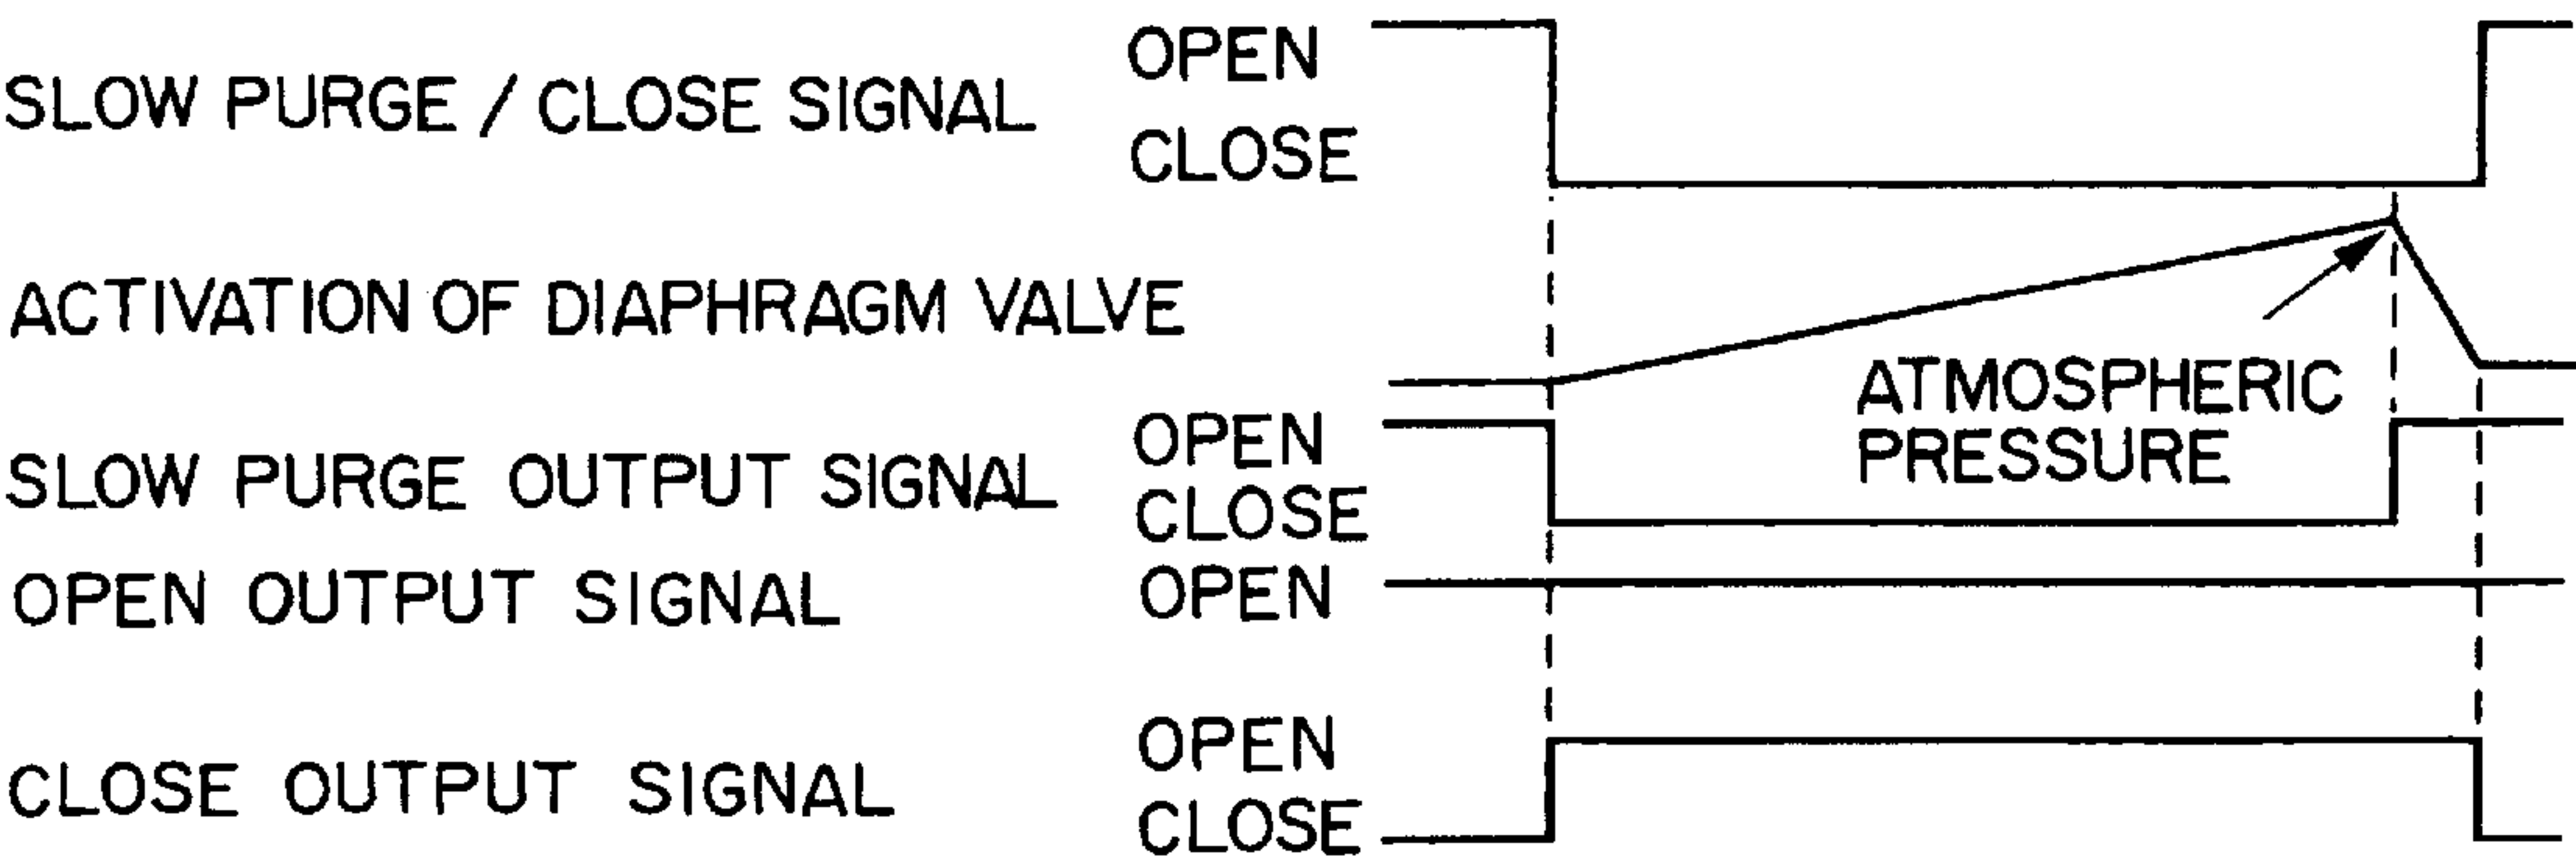 SLOW PURGE / CLOSE SIGNAL
OPEN
CLOSE
ACTIVATION OF DIAPHRAGM VALVE
ATMOSPHERIC
PRESSURE
SLOW PURGE OUTPUT SIGNAL
OPEN
CLOSE
OPEN OUTPUT SIGNAL
OPEN
CLOSE OUTPUT SIGNAL
OPEN
CLOSE